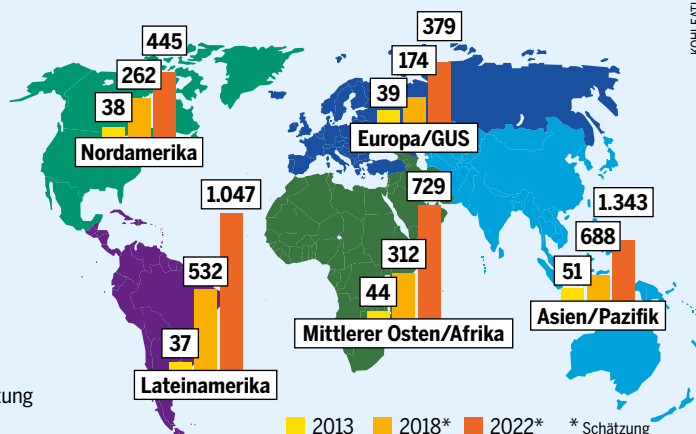 445
262
38
Nordamerika
379
174
39
Europa/GUS
1.047
532
37
Lateinamerika
729
312
44
Mittlerer Osten/Afrika
1.343
688
51
Asien/Pazifik
2013 2018* 2022* * Schätzung